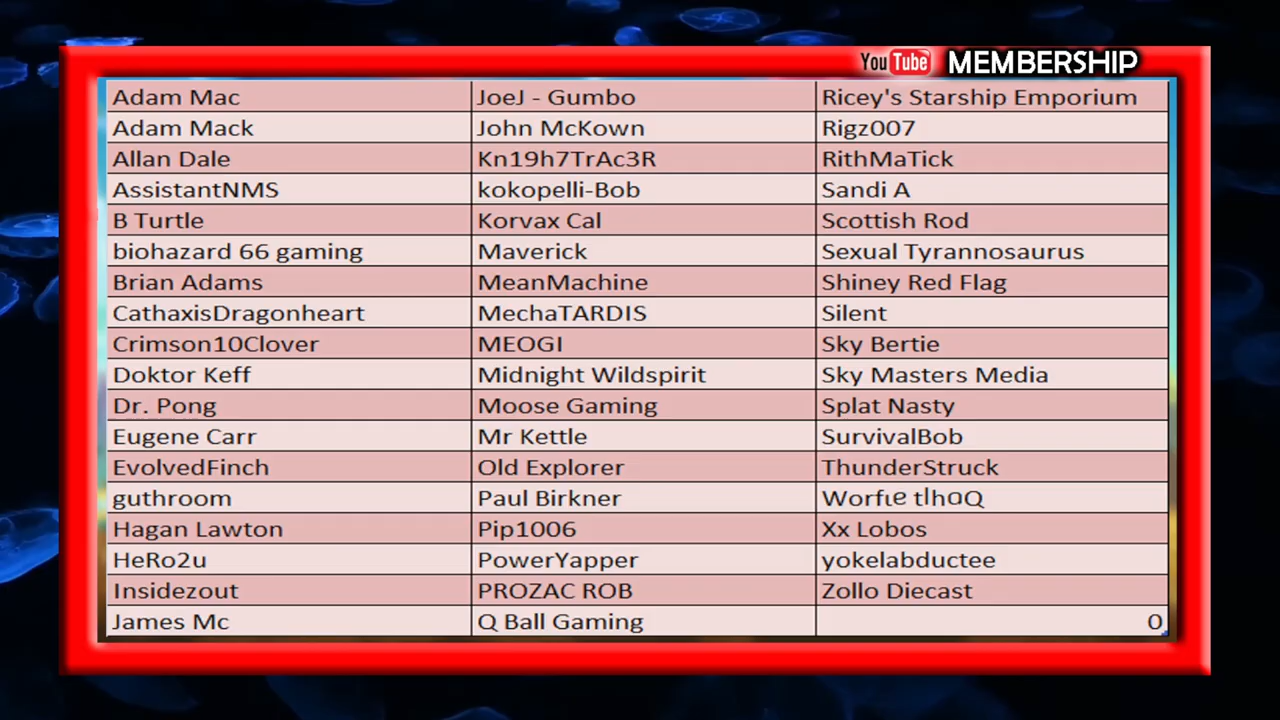 YouTube MEMBERSHIP
Adam Mac JoeJ - Gumbo Ricey's Starship Emporium
Adam Mack John McKown Rigz007
Allan Dale Kn19h7TrAc3R RithMaTick
AssistantNMS kokopelli-Bob Sandi A
B Turtle Korvax Cal Scottish Rod
biohazard 66 gaming Maverick Sexual Tyrannosaurus
Brian Adams MeanMachine Shiney Red Flag
CathaxisDragonheart MechaTARDIS Silent
Crimson10Clover MEOGI Sky Bertie
Doktor Keff Midnight Wildspirit Sky Masters Media
Dr. Pong Moose Gaming Splat Nasty
Eugene Carr Mr Kettle SurvivalBob
EvolvedFinch Old Explorer ThunderStruck
guthroom Paul Birkner Worfιe tlhɑQ
Hagan Lawton Pip1006 Xx Lobos
HeRo2u PowerYapper yokelabductee
Insidezout PROZAC ROB Zollo Diecast
James Mc Q Ball Gaming 0